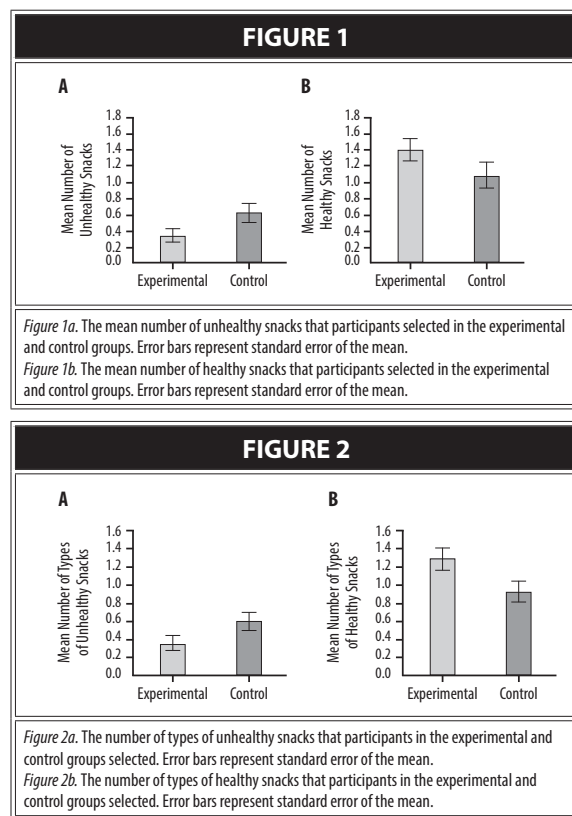 FIGURE 1
A
Mean Number of
Unhealthy Snacks
1.8
1.6
1.4
1.2
1.0
0.8
0.6
0.4
0.2
0.0
Experimental
Control
B
Mean Number of
Healthy Snacks
1.8
1.6
1.4
1.2
1.0
0.8
0.6
0.4
0.2
0.0
Experimental
Control
Figure 1a. The mean number of unhealthy snacks that participants selected in the experimental
and control groups. Error bars represent standard error of the mean.
Figure 1b. The mean number of healthy snacks that participants selected in the experimental
and control groups. Error bars represent standard error of the mean.
FIGURE 2
A
Mean Number of Types
of Unhealthy Snacks
1.6
1.4
1.2
1.0
0.8
0.6
0.4
0.2
0.0
Experimental
Control
B
Mean Number of Types
of Healthy Snacks
1.6
1.4
1.2
1.0
0.8
0.6
0.4
0.2
0.0
Experimental
Control
Figure 2a. The number of types of unhealthy snacks that participants in the experimental and
control groups selected. Error bars represent standard error of the mean.
Figure 2b. The number of types of healthy snacks that participants in the experimental and
control groups selected. Error bars represent standard error of the mean.